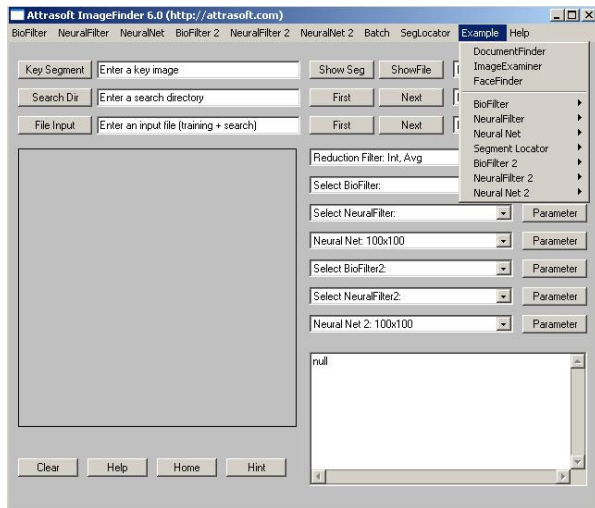 Attrasoft ImageFinder 6.0 (http://attrasoft.com)
BioFilter NeuralFilter NeuralNet BioFilter 2 NeuralFilter 2 NeuralNet 2 Batch SegLocator Example Help
DocumentFinder
ImageExaminer
FaceFinder
BioFilter
NeuralFilter
Neural Net
Segment Locator
BioFilter 2
NeuralFilter 2
Neural Net 2
Key Segment Enter a key image Show Seg ShowFile
Search Dir Enter a search directory First Next
File Input Enter an input file (training + search) First Next
Reduction Filter: Int, Avg
Select BioFilter:
Select NeuralFilter: Parameter
Neural Net: 100x100 Parameter
Select BioFilter2: Parameter
Select NeuralFilter2: Parameter
Neural Net 2: 100x100 Parameter
null
Clear Help Home Hint